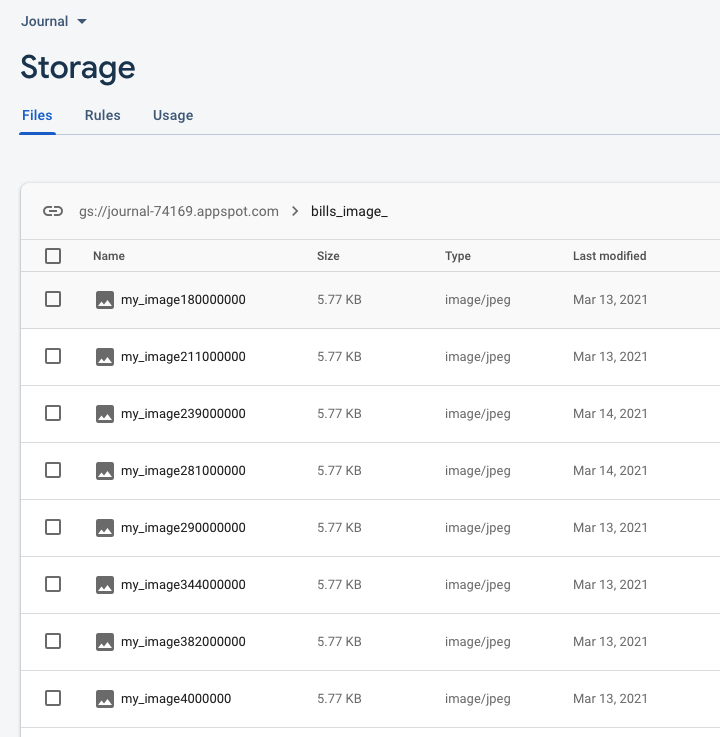 Journal
Storage
Files Rules Usage
gs://journal-74169.appspot.com > bills_image_
Name Size Type Last modified
my_image180000000 5.77 KB image/jpeg Mar 13, 2021
my_image211000000 5.77 KB image/jpeg Mar 13, 2021
my_image239000000 5.77 KB image/jpeg Mar 14, 2021
my_image281000000 5.77 KB image/jpeg Mar 14, 2021
my_image290000000 5.77 KB image/jpeg Mar 13, 2021
my_image344000000 5.77 KB image/jpeg Mar 13, 2021
my_image382000000 5.77 KB image/jpeg Mar 13, 2021
my_image4000000 5.77 KB image/jpeg Mar 13, 2021